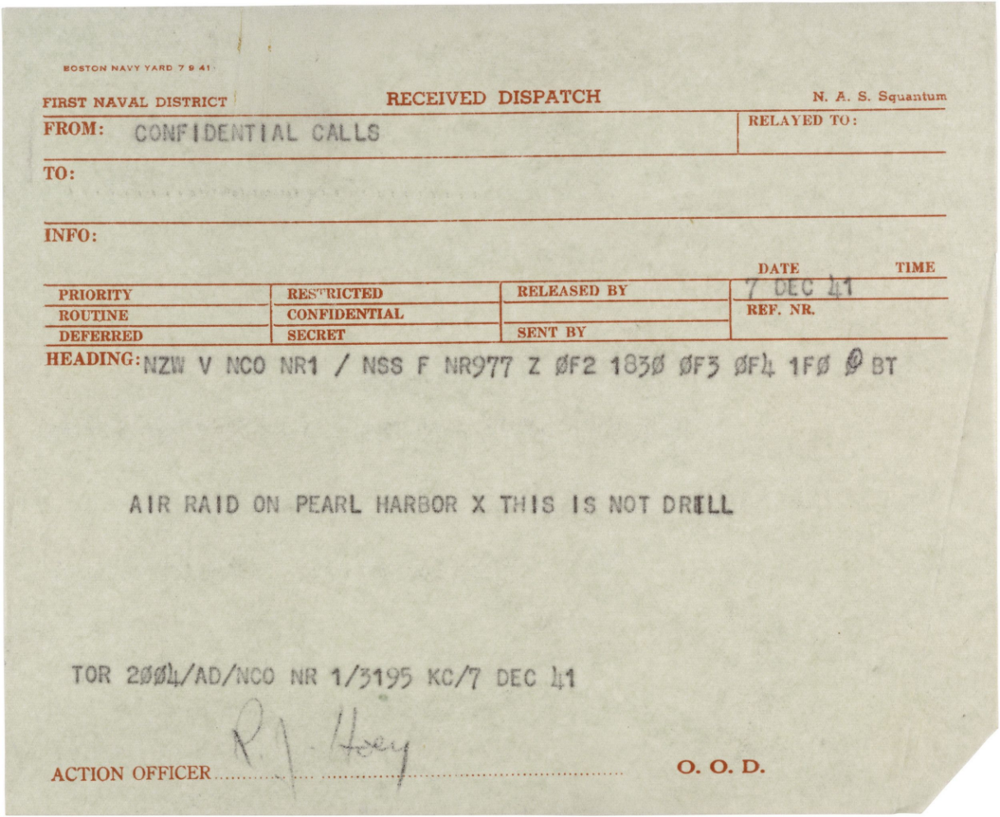 BOSTON NAVY YARD 7 9 41
FIRST NAVAL DISTRICT RECEIVED DISPATCH N. A. S. Squantum
FROM: CONFIDENTIAL CALLS RELAYED TO:
TO:
INFO:
DATE TIME
PRIORITY RESTRICTED RELEASED BY 7 DEC 41
ROUTINE CONFIDENTIAL REF. NR.
DEFERRED SECRET SENT BY
HEADING: NZW V NCO NR1 / NSS F NR977 Z ØF2 183Ø ØF3 ØF4 1FØ Ø BT
AIR RAID ON PEARL HARBOR X THIS IS NOT DRILL
TOR 2ØØ4/AD/NCO NR 1/3195 KC/7 DEC 41
R. J. Hoey
ACTION OFFICER O. O. D.